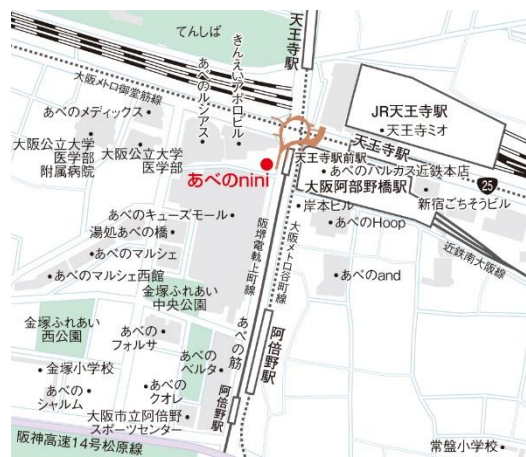 てんしば
天王寺駅
きんえいアポロビル
あべのルシアス
大阪メトロ御堂筋線
あべのメディックス
大阪公立大学
医学部
附属病院
大阪公立大学
医学部
JR天王寺駅
天王寺ミオ
天王寺駅
天王寺駅前駅
あべのハルカス近鉄本店
大阪阿部野橋駅
25
新宿ごちそうビル
あべのnini
岸本ビル
あべのHoop
近鉄南大阪線
あべのキューズモール
湯処あべの橋
あべのマルシェ
あべのマルシェ西館
阪堺電軌上町線
大阪メトロ谷町線
あべのand
金塚ふれあい
中央公園
金塚ふれあい
西公園
あべの
フォルサ
あべの筋
阿倍野駅
あべの
ベルタ
金塚小学校
あべの
シャルム
あべの
クオレ
阿倍野駅
大阪市立阿倍野
スポーツセンター
阪神高速14号松原線
常盤小学校